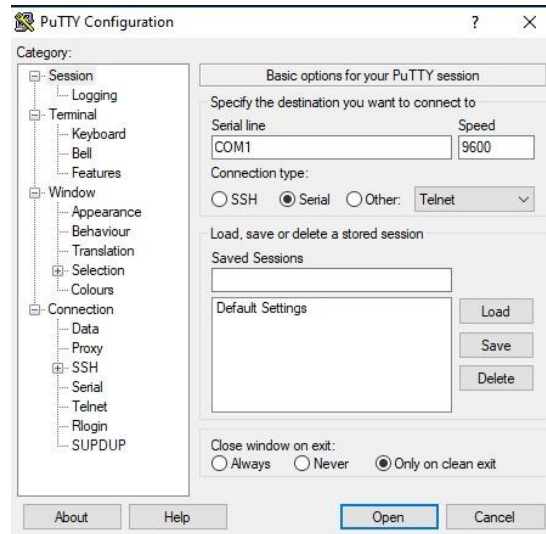 PuTTY Configuration
?
Category:
Session
Logging
Terminal
Keyboard
Bell
Features
Window
Appearance
Behaviour
Translation
Selection
Colours
Connection
Data
Proxy
SSH
Serial
Telnet
Rlogin
SUPDUP
Basic options for your PuTTY session
Specify the destination you want to connect to
Serial line Speed
COM1 9600
Connection type:
SSH Serial Other: Telnet
Load, save or delete a stored session
Saved Sessions
Default Settings
Load
Save
Delete
Close window on exit:
Always Never Only on clean exit
About Help Open Cancel